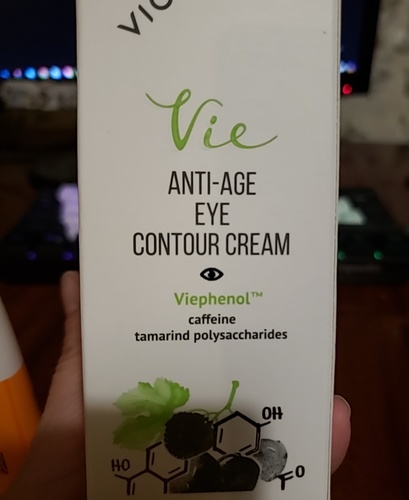 Vie
ANTI-AGE
EYE
CONTOUR CREAM
Viephenol™
caffeine
tamarind polysaccharides
OH
HO
O